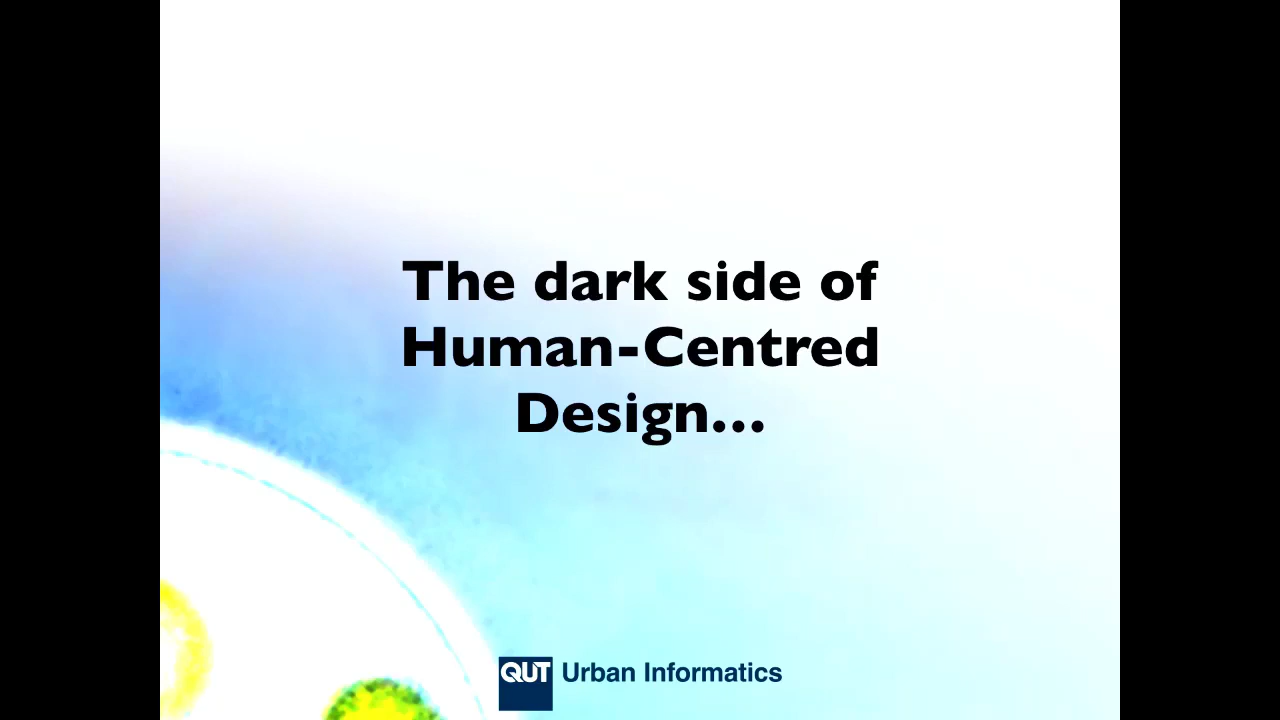 The dark side of
Human-Centred
Design...
QUT Urban Informatics